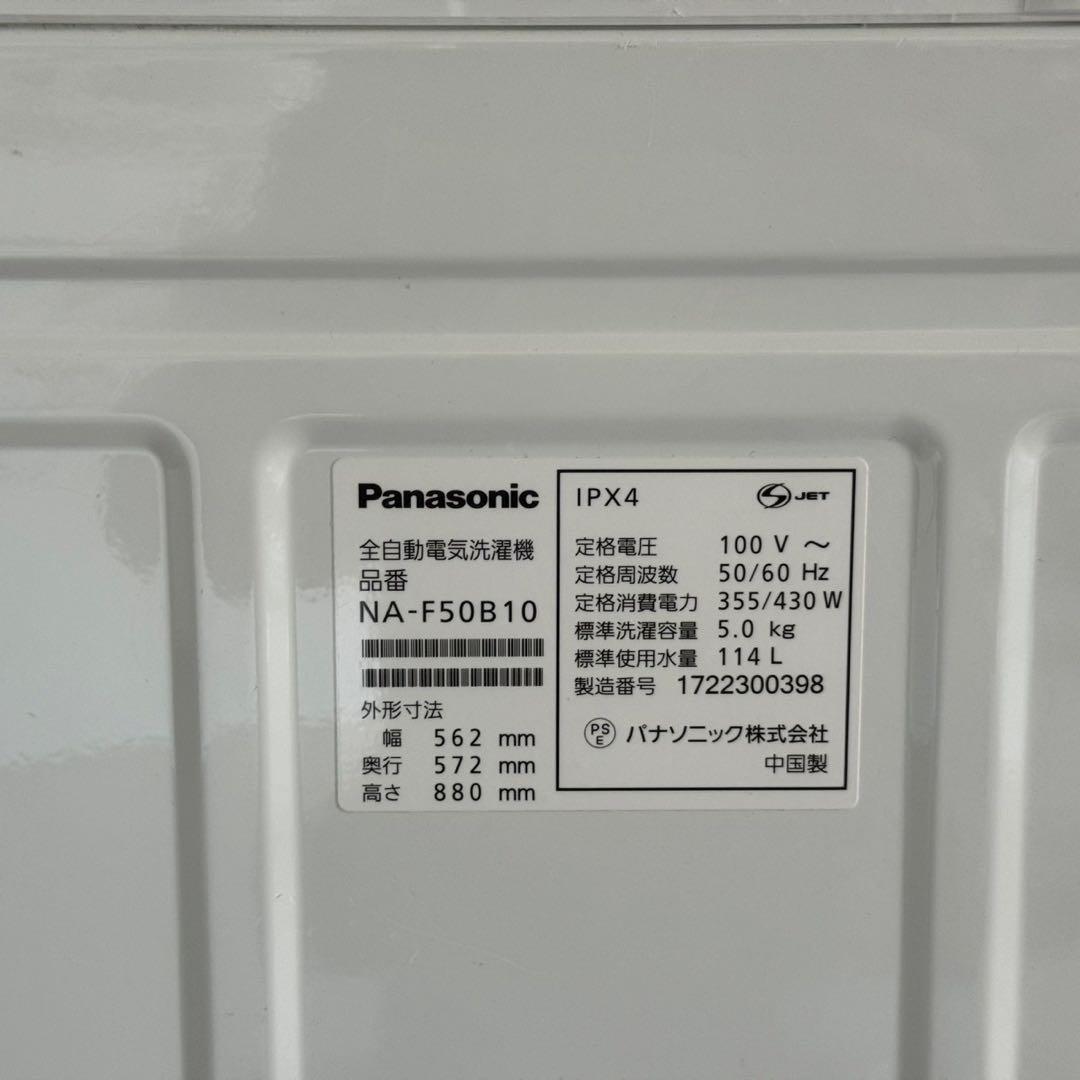 Panasonic
全自動電気洗濯機
品番
NA-F50B10
外形寸法
幅 562 mm
奥行 572 mm
高さ 880 mm
IPX4
S JET
定格電圧 100 V ～
定格周波数 50/60 Hz
定格消費電力 355/430 W
標準洗濯容量 5.0 kg
標準使用水量 114 L
製造番号 1722300398
PS
E パナソニック株式会社
中国製